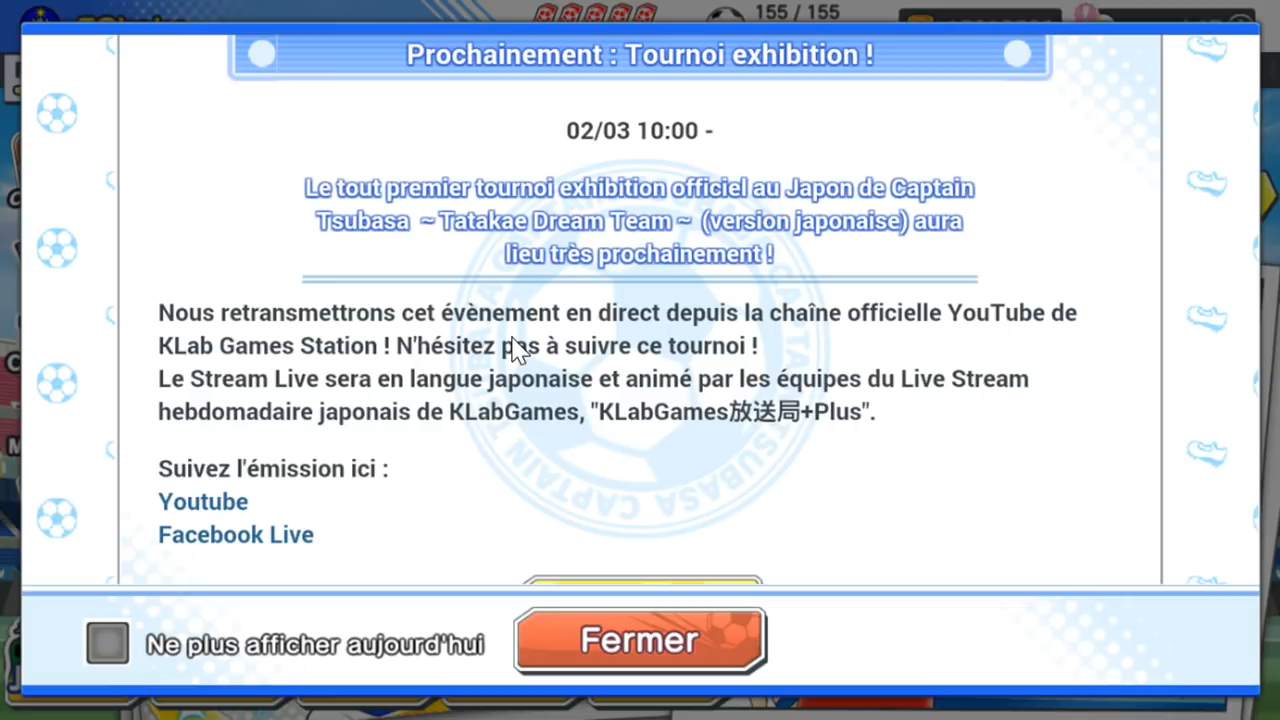 155 / 155
Prochainement : Tournoi exhibition !
02/03 10:00 -
Le tout premier tournoi exhibition officiel au Japon de Captain
Tsubasa ~ Tatakae Dream Team ~ (version japonaise) aura
lieu très prochainement !
Nous retransmettrons cet évènement en direct depuis la chaîne officielle YouTube de
KLab Games Station ! N'hésitez pas à suivre ce tournoi !
Le Stream Live sera en langue japonaise et animé par les équipes du Live Stream
hebdomadaire japonais de KLabGames, "KLabGames放送局+Plus".
Suivez l'émission ici :
Youtube
Facebook Live
Ne plus afficher aujourd'hui
Fermer